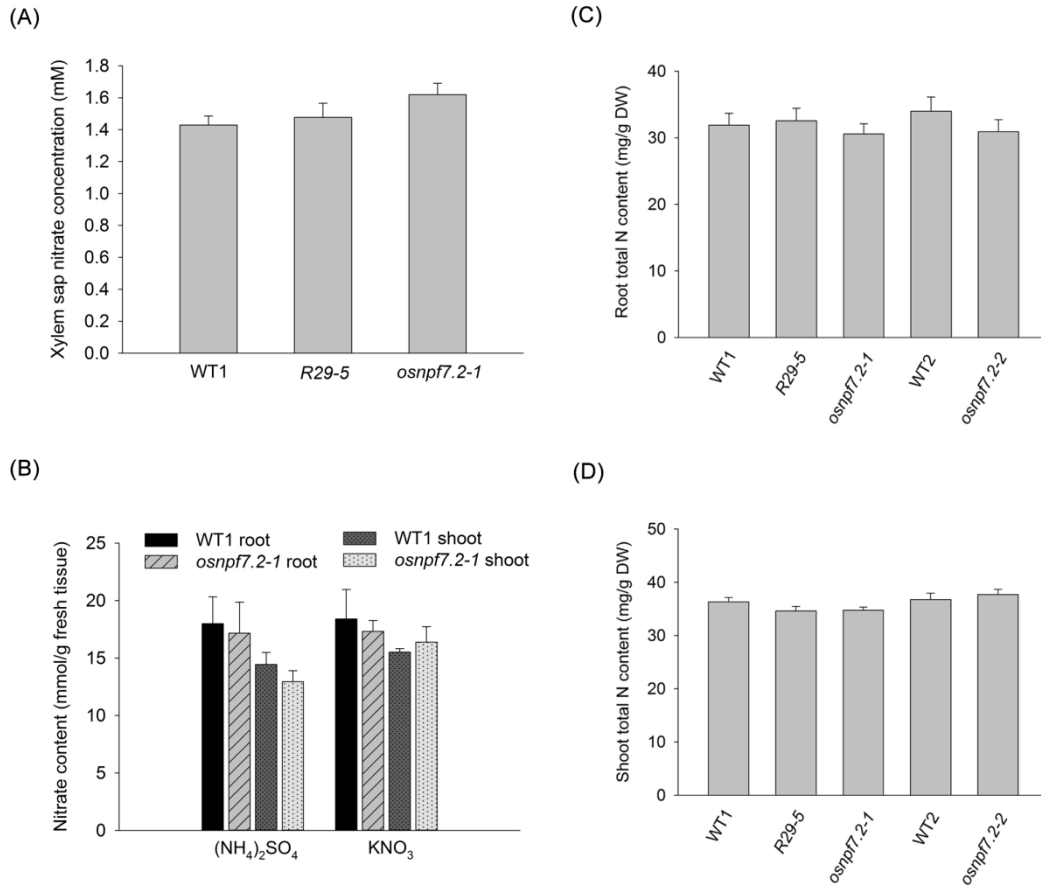 (A)
Xylem sap nitrate concentration (mM)
1.8
1.6
1.4
1.2
1.0
0.8
0.6
0.4
0.2
0.0
WT1
R29-5
osnpf7.2-1
(C)
Root total N content (mg/g DW)
40
30
20
10
0
WT1
R29-5
osnpf7.2-1
WT2
osnpf7.2-2
(B)
WT1 root
WT1 shoot
osnpf7.2-1 root
osnpf7.2-1 shoot
Nitrate content (mmol/g fresh tissue)
25
20
15
10
5
0
(NH4)2SO4
KNO3
(D)
Shoot total N content (mg/g DW)
50
40
30
20
10
0
WT1
R29-5
osnpf7.2-1
WT2
osnpf7.2-2